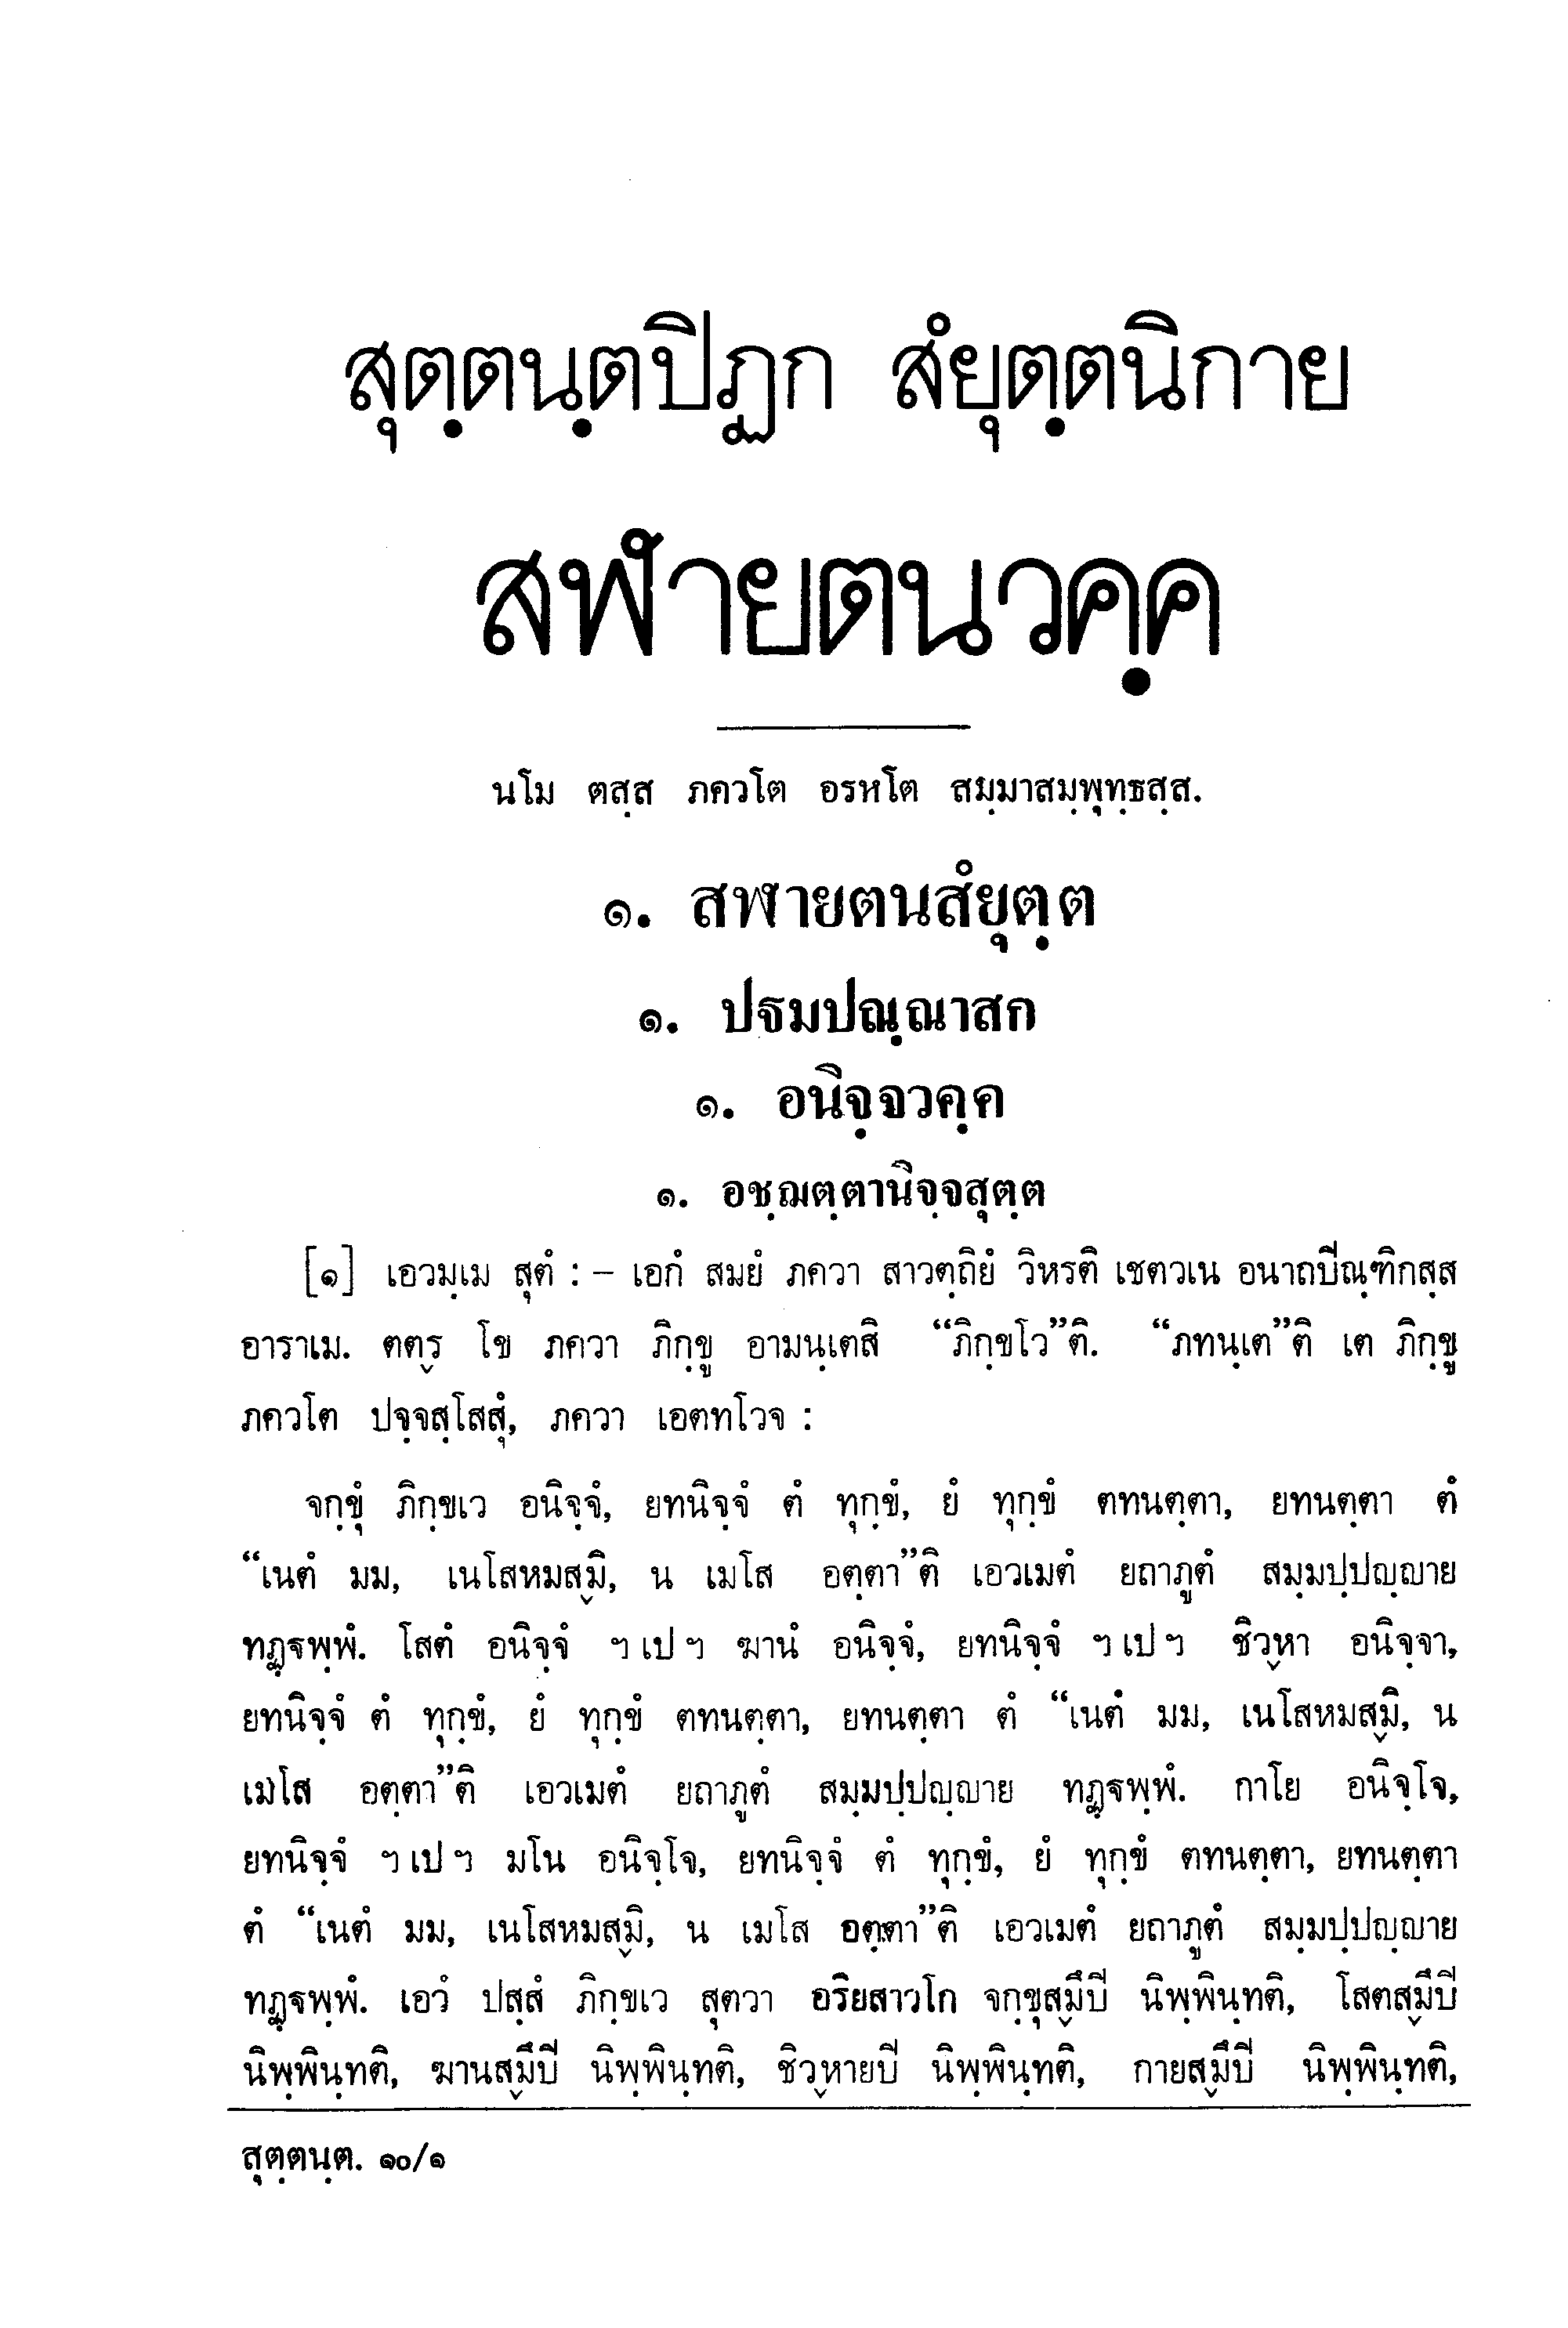 สุตฺตนฺตปิฏก สํยุตฺตนิกาย
สฬายตนวคฺค
นโม ตสฺส ภควโต อรหโต สมฺมาสมฺพุทฺธสฺส.
๑. สฬายตนสํยุตฺต
๑. ปฐมปณฺณาสก
๑. อนิจฺจวคฺค
๑. อชฺฌตฺตานิจฺจสุตฺต
[๑] เอวมฺเม สุตํ : – เอกํ สมยํ ภควา สาวตฺถิยํ วิหรติ เชตวเน อนาถปิณฺฑิกสฺส
อาราเม. ตตฺร โข ภควา ภิกฺขู อามนฺเตสิ “ภิกฺขโว”ติ. “ภทนฺเต”ติ เต ภิกฺขู
ภควโต ปจฺจสฺโสสุํ, ภควา เอตทโวจ :
จกฺขุํ ภิกฺขเว อนิจฺจํ, ยทนิจฺจํ ตํ ทุกฺขํ, ยํ ทุกฺขํ ตทนตฺตา, ยทนตฺตา ตํ
“เนตํ มม, เนโสหมสฺมิ, น เมโส อตฺตา”ติ เอวเมตํ ยถาภูตํ สมฺมปฺปญฺญาย
ทฏฺฐพฺพํ. โสตํ อนิจฺจํ ฯ เป ฯ ฆานํ อนิจฺจํ, ยทนิจฺจํ ฯ เป ฯ ชิวฺหา อนิจฺจา,
ยทนิจฺจํ ตํ ทุกฺขํ, ยํ ทุกฺขํ ตทนตฺตา, ยทนตฺตา ตํ “เนตํ มม, เนโสหมสฺมิ, น
เมโส อตฺตา”ติ เอวเมตํ ยถาภูตํ สมฺมปฺปญฺญาย ทฏฺฐพฺพํ. กาโย อนิจฺโจ,
ยทนิจฺจํ ฯ เป ฯ มโน อนิจฺโจ, ยทนิจฺจํ ตํ ทุกฺขํ, ยํ ทุกฺขํ ตทนตฺตา, ยทนตฺตา
ตํ “เนตํ มม, เนโสหมสฺมิ, น เมโส อตฺตา”ติ เอวเมตํ ยถาภูตํ สมฺมปฺปญฺญาย
ทฏฺฐพฺพํ. เอวํ ปสฺสํ ภิกฺขเว สุตวา อริยสาวโก จกฺขุสฺมึปิ นิพฺพินฺทติ, โสตสฺมึปิ
นิพฺพินฺทติ, ฆานสฺมึปิ นิพฺพินฺทติ, ชิวฺหายปิ นิพฺพินฺทติ, กายสฺมึปิ นิพฺพินฺทติ,
สุตฺตนฺต. ๑๐/๑